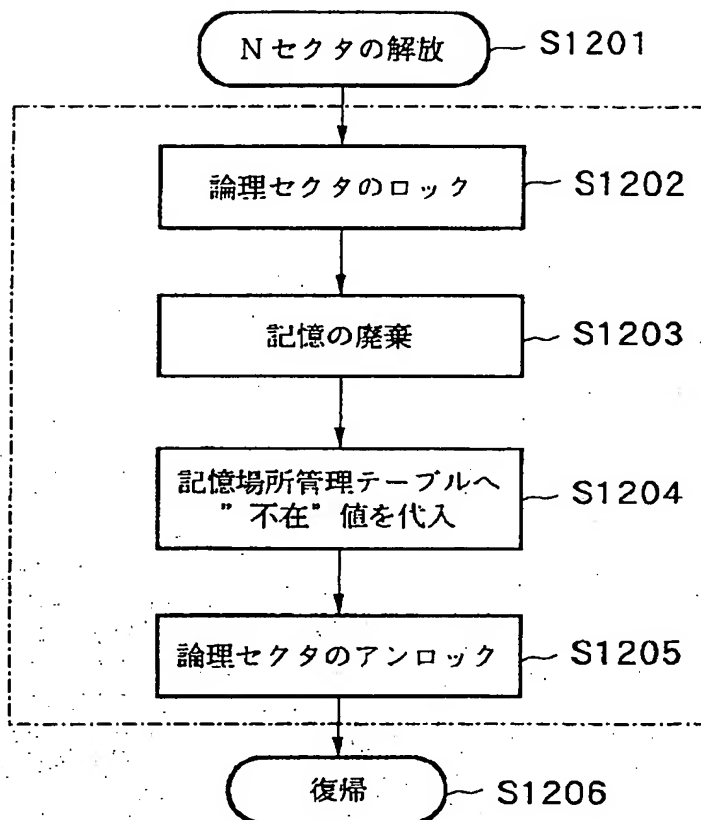 Nセクタの解放
S1201
論理セクタのロック
S1202
記憶の廃棄
S1203
記憶場所管理テーブルへ
”不在”値を代入
S1204
論理セクタのアンロック
S1205
復帰
S1206